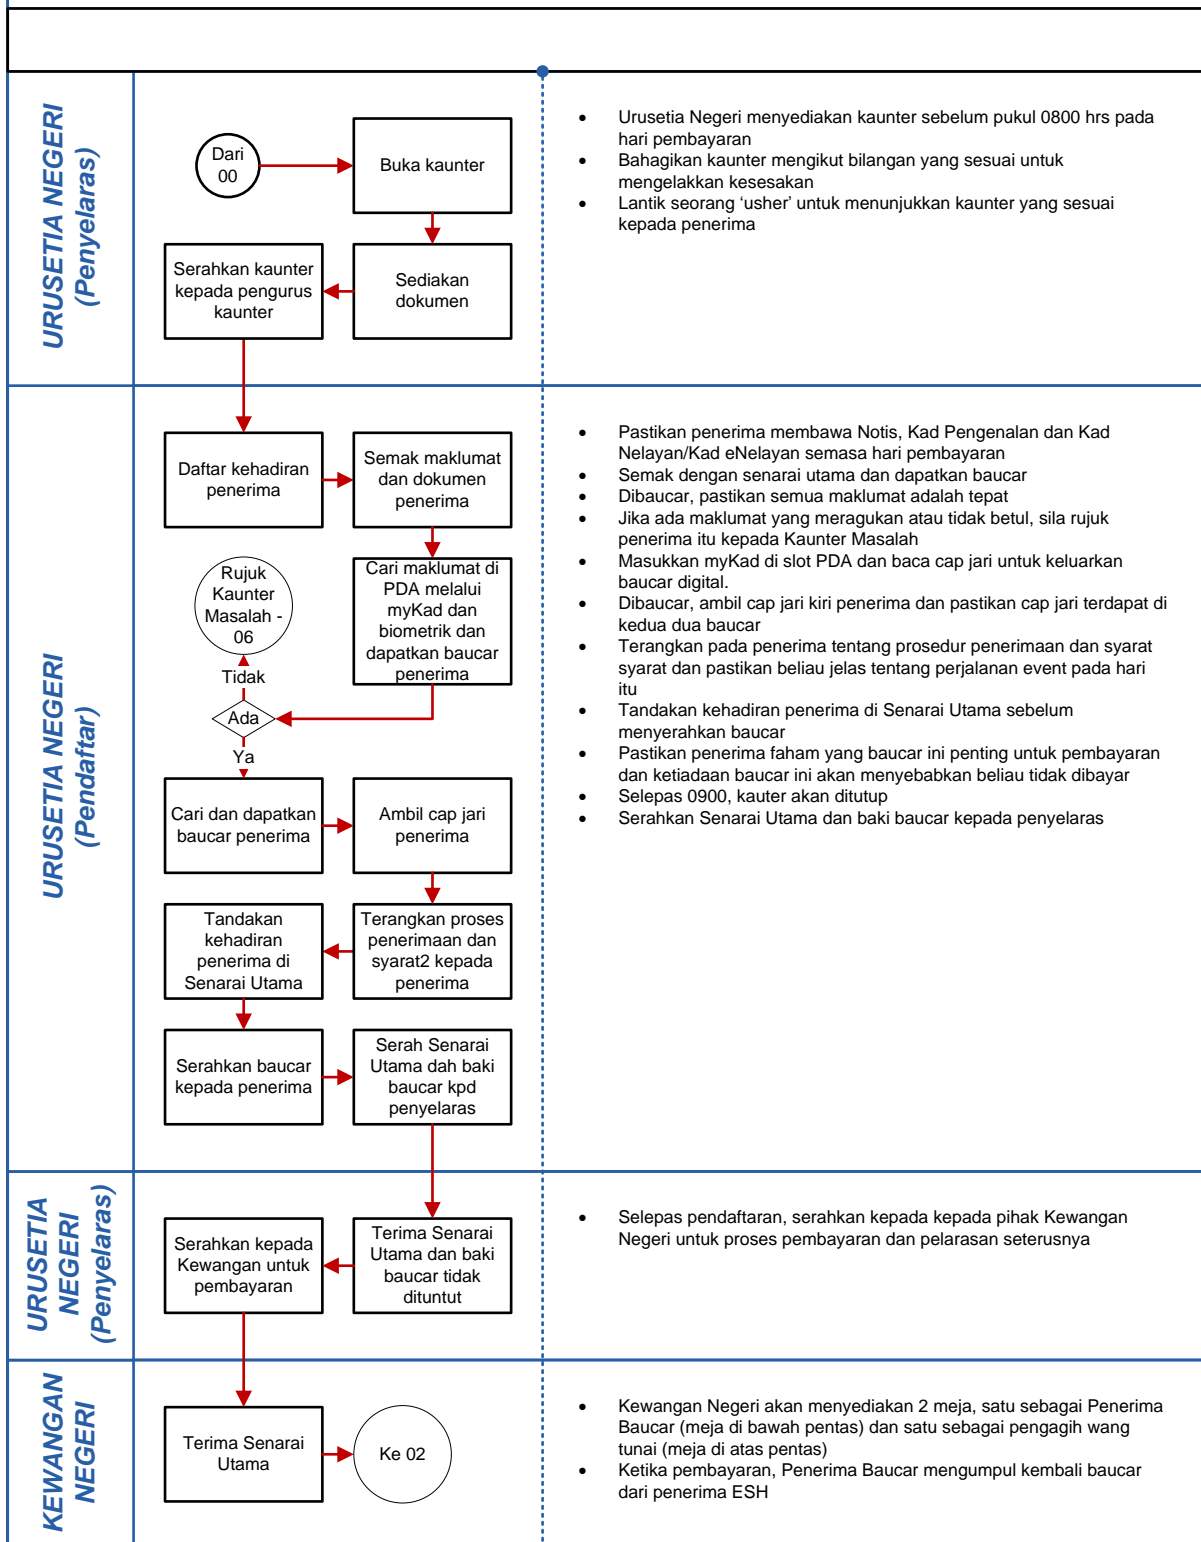 URUSETIA NEGERI
(Penyelaras)
Dari
00
Buka kaunter
Serahkan kaunter
kepada pengurus
kaunter
Sediakan
dokumen
• Urusetia Negeri menyediakan kaunter sebelum pukul 0800 hrs pada
hari pembayaran
• Bahagikan kaunter mengikut bilangan yang sesuai untuk
mengelakkan kesesakan
• Lantik seorang ‘usher’ untuk menunjukkan kaunter yang sesuai
kepada penerima
URUSETIA NEGERI
(Pendaftar)
Daftar kehadiran
penerima
Semak maklumat
dan dokumen
penerima
Rujuk
Kaunter
Masalah -
06
Cari maklumat di
PDA melalui
myKad dan
biometrik dan
dapatkan baucar
penerima
Tidak
Ada
Ya
Cari dan dapatkan
baucar penerima
Ambil cap jari
penerima
Tandakan
kehadiran
penerima di
Senarai Utama
Terangkan proses
penerimaan dan
syarat2 kepada
penerima
Serahkan baucar
kepada penerima
Serah Senarai
Utama dah baki
baucar kpd
penyelaras
• Pastikan penerima membawa Notis, Kad Pengenalan dan Kad
Nelayan/Kad eNelayan semasa hari pembayaran
• Semak dengan senarai utama dan dapatkan baucar
• Dibaucar, pastikan semua maklumat adalah tepat
• Jika ada maklumat yang meragukan atau tidak betul, sila rujuk
penerima itu kepada Kaunter Masalah
• Masukkan myKad di slot PDA dan baca cap jari untuk keluarkan
baucar digital.
• Dibaucar, ambil cap jari kiri penerima dan pastikan cap jari terdapat di
kedua dua baucar
• Terangkan pada penerima tentang prosedur penerimaan dan syarat
syarat dan pastikan beliau jelas tentang perjalanan event pada hari
itu
• Tandakan kehadiran penerima di Senarai Utama sebelum
menyerahkan baucar
• Pastikan penerima faham yang baucar ini penting untuk pembayaran
dan ketiadaan baucar ini akan menyebabkan beliau tidak dibayar
• Selepas 0900, kauter akan ditutup
• Serahkan Senarai Utama dan baki baucar kepada penyelaras
URUSETIA
NEGERI
(Penyelaras)
Serahkan kepada
Kewangan untuk
pembayaran
Terima Senarai
Utama dan baki
baucar tidak
dituntut
• Selepas pendaftaran, serahkan kepada kepada pihak Kewangan
Negeri untuk proses pembayaran dan pelarasan seterusnya
KEWANGAN
NEGERI
Terima Senarai
Utama
Ke 02
• Kewangan Negeri akan menyediakan 2 meja, satu sebagai Penerima
Baucar (meja di bawah pentas) dan satu sebagai pengagih wang
tunai (meja di atas pentas)
• Ketika pembayaran, Penerima Baucar mengumpul kembali baucar
dari penerima ESH